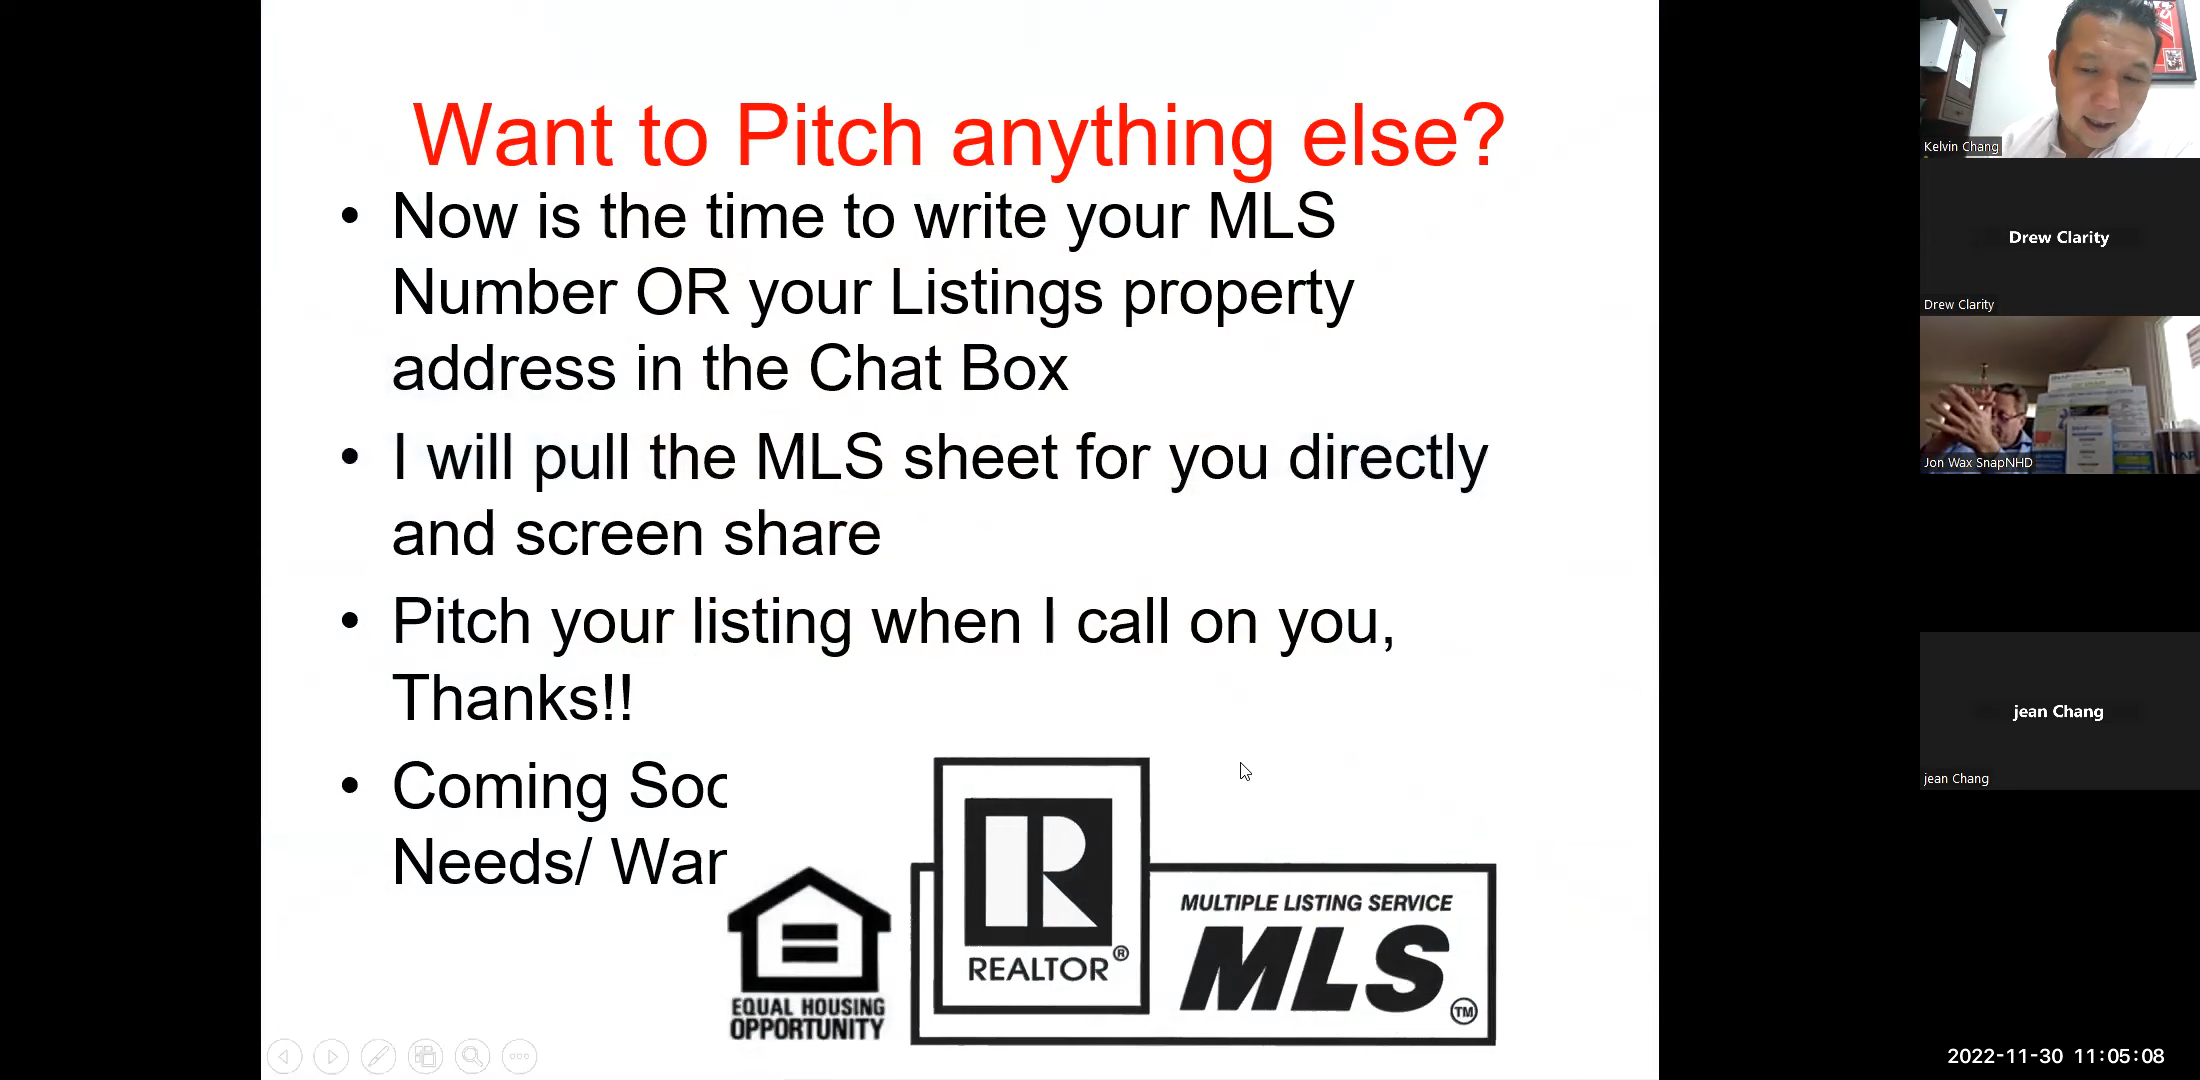 Want to Pitch anything else?
• Now is the time to write your MLS
Number OR your Listings property
address in the Chat Box
• I will pull the MLS sheet for you directly
and screen share
• Pitch your listing when I call on you,
Thanks!!
• Coming
Needs/
EQUAL HOUSING
OPPORTUNITY
R
REALTOR®
MULTIPLE LISTING SERVICE
MLS
TM
Kelvin Chang
Drew Clarity
Drew Clarity
Jon Wax SnapNHD
jean Chang
jean Chang
2022-11-30 11:05:08